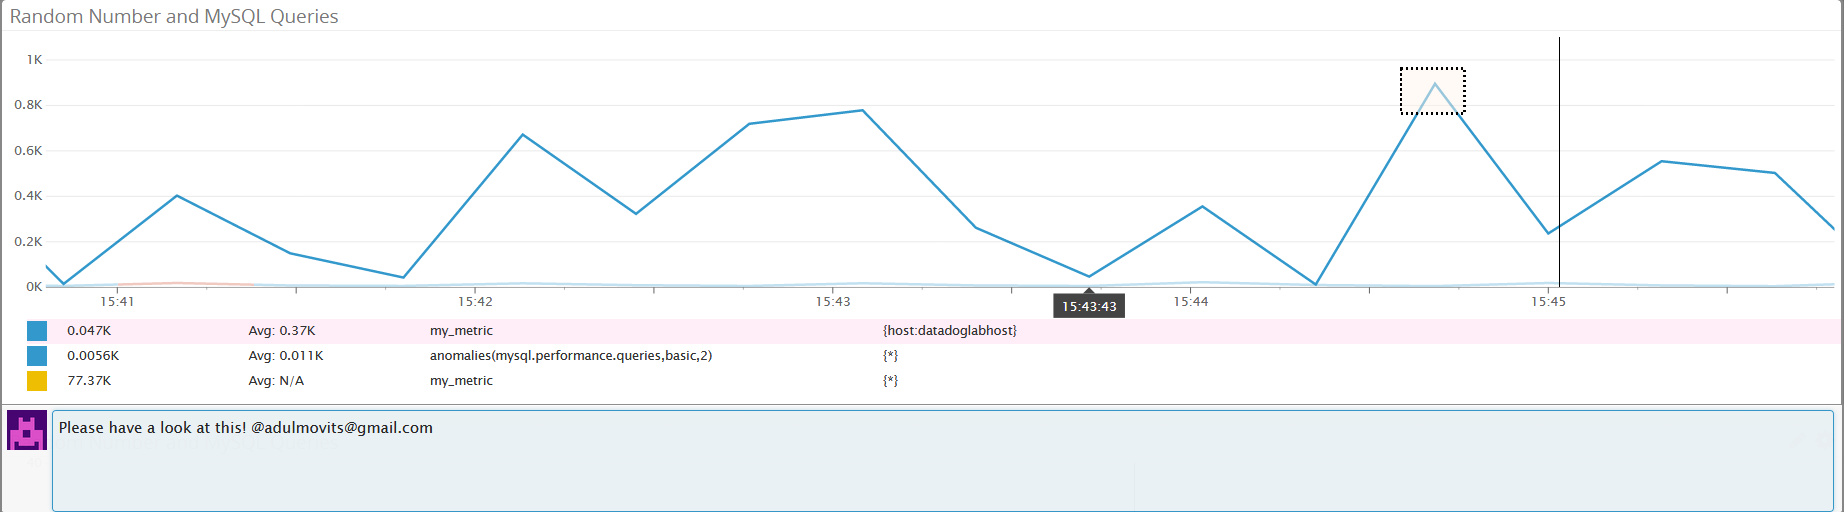 Random Number and MySQL Queries
1K
0.8K
0.6K
0.4K
0.2K
0K
15:41 15:42 15:43 15:44 15:45
15:43:43
0.047K Avg: 0.37K my_metric {host:datadoglabhost}
0.0056K Avg: 0.011K anomalies(mysql.performance.queries,basic,2) {*}
77.37K Avg: N/A my_metric {*}
Please have a look at this! @adulmovits@gmail.com